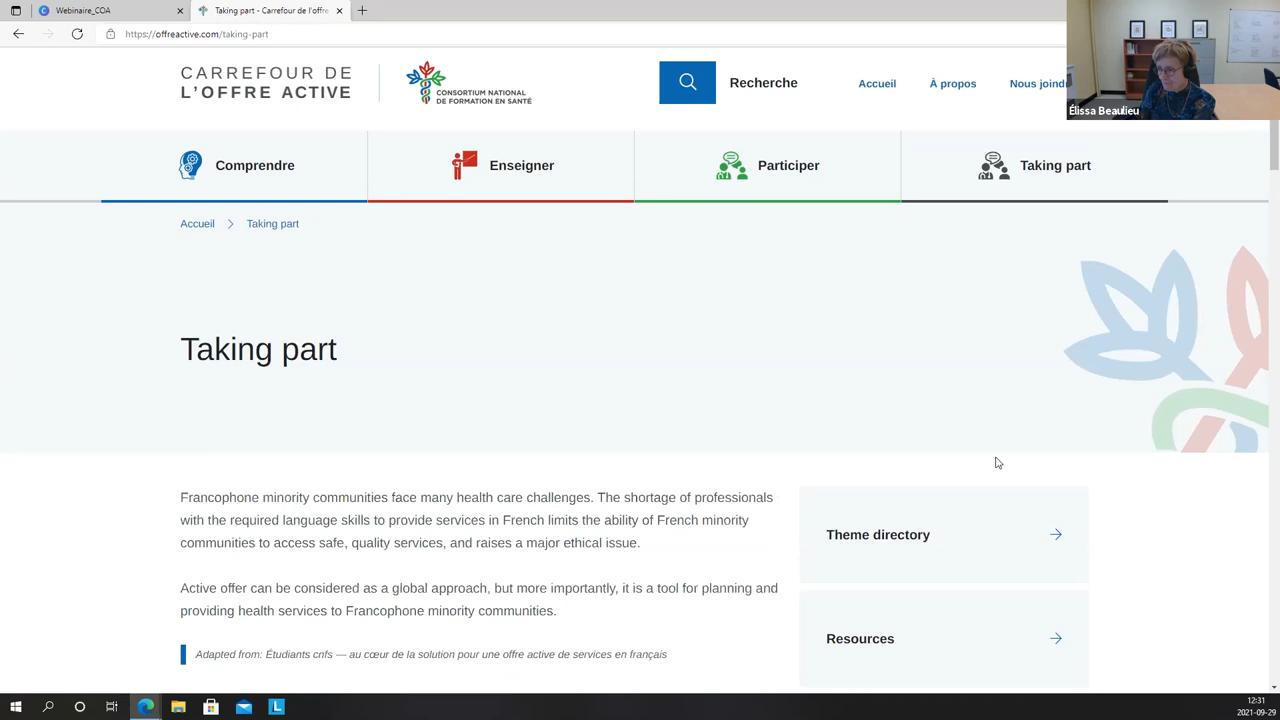 Webinaire_COA
Taking part - Carrefour de l'offre
https://offreactive.com/taking-part
CARREFOUR DE
L'OFFRE ACTIVE
CONSORTIUM NATIONAL
DE FORMATION EN SANTÉ
Recherche
Accueil
À propos
Nous joind
Élissa Beaulieu
Comprendre
Enseigner
Participer
Taking part
Accueil
Taking part
Taking part
Francophone minority communities face many health care challenges. The shortage of professionals
with the required language skills to provide services in French limits the ability of French minority
communities to access safe, quality services, and raises a major ethical issue.
Active offer can be considered as a global approach, but more importantly, it is a tool for planning and
providing health services to Francophone minority communities.
Adapted from: Étudiants cnfs — au cœur de la solution pour une offre active de services en français
Theme directory
Resources
L
12:31
2021-09-29